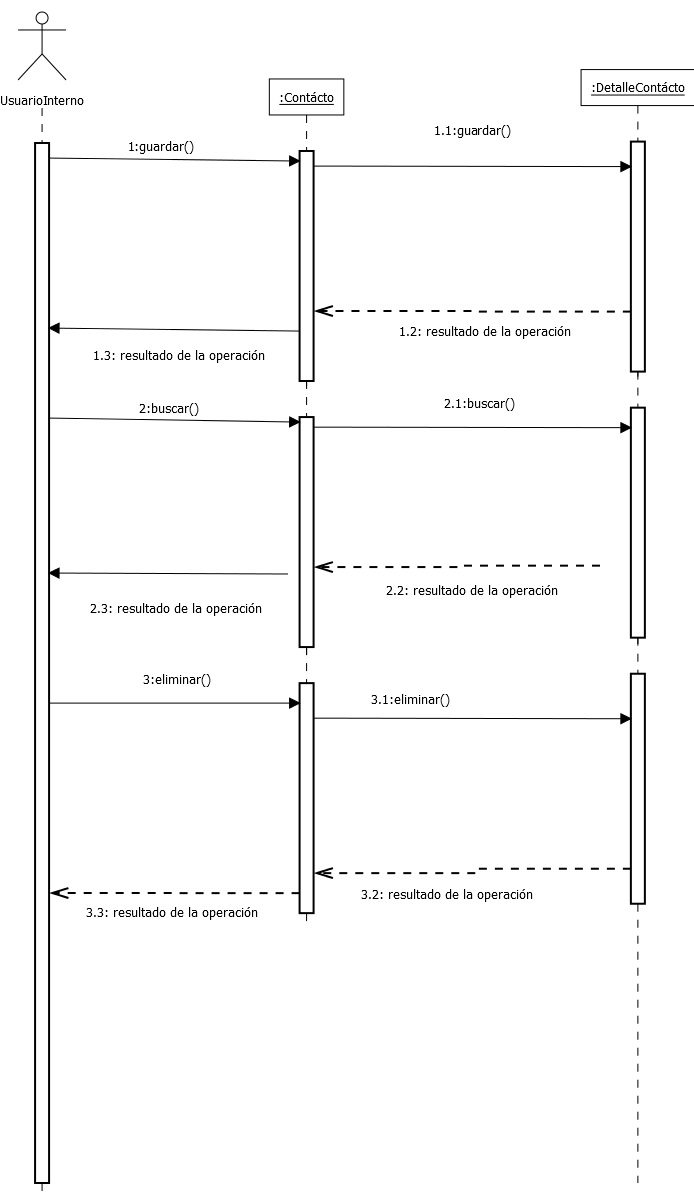 UsuarioInterno
:Contácto
:DetalleContácto
1:guardar()
1.1:guardar()
1.2: resultado de la operación
1.3: resultado de la operación
2:buscar()
2.1:buscar()
2.2: resultado de la operación
2.3: resultado de la operación
3:eliminar()
3.1:eliminar()
3.2: resultado de la operación
3.3: resultado de la operación